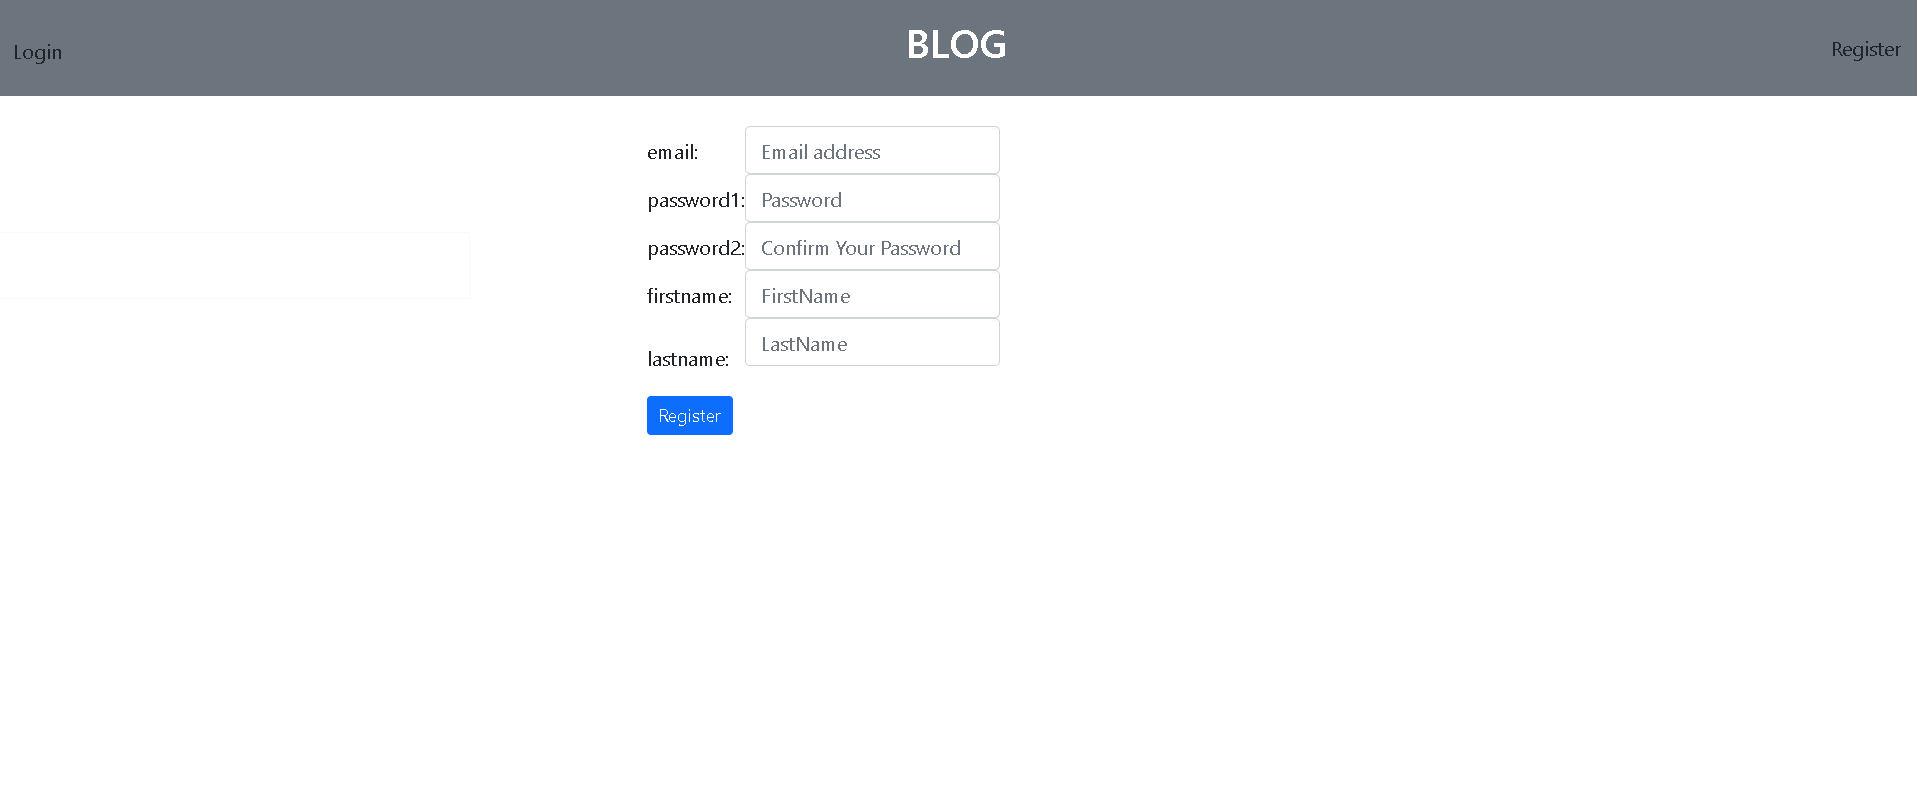 Login
BLOG
Register
email:
Email address
password1:
Password
password2:
Confirm Your Password
firstname:
FirstName
lastname:
LastName
Register